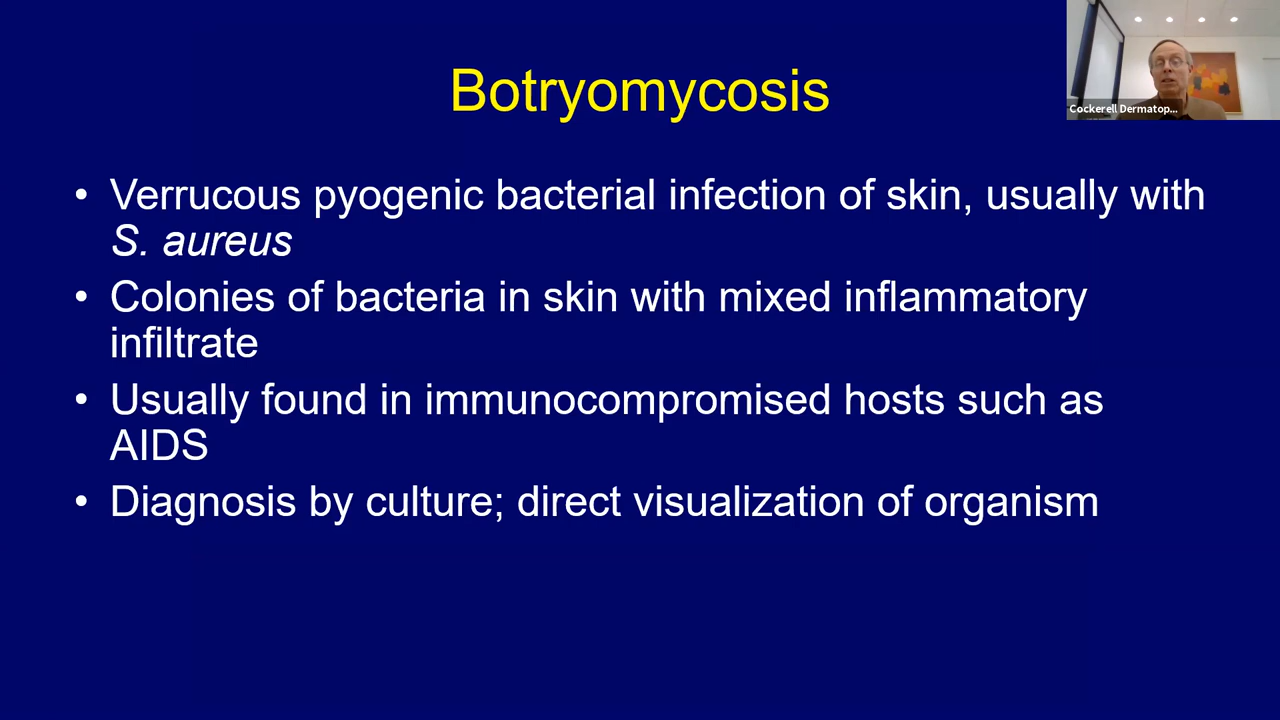 Botryomycosis
Cockerell Dermatop...
• Verrucous pyogenic bacterial infection of skin, usually with
S. aureus
• Colonies of bacteria in skin with mixed inflammatory
infiltrate
• Usually found in immunocompromised hosts such as
AIDS
• Diagnosis by culture; direct visualization of organism